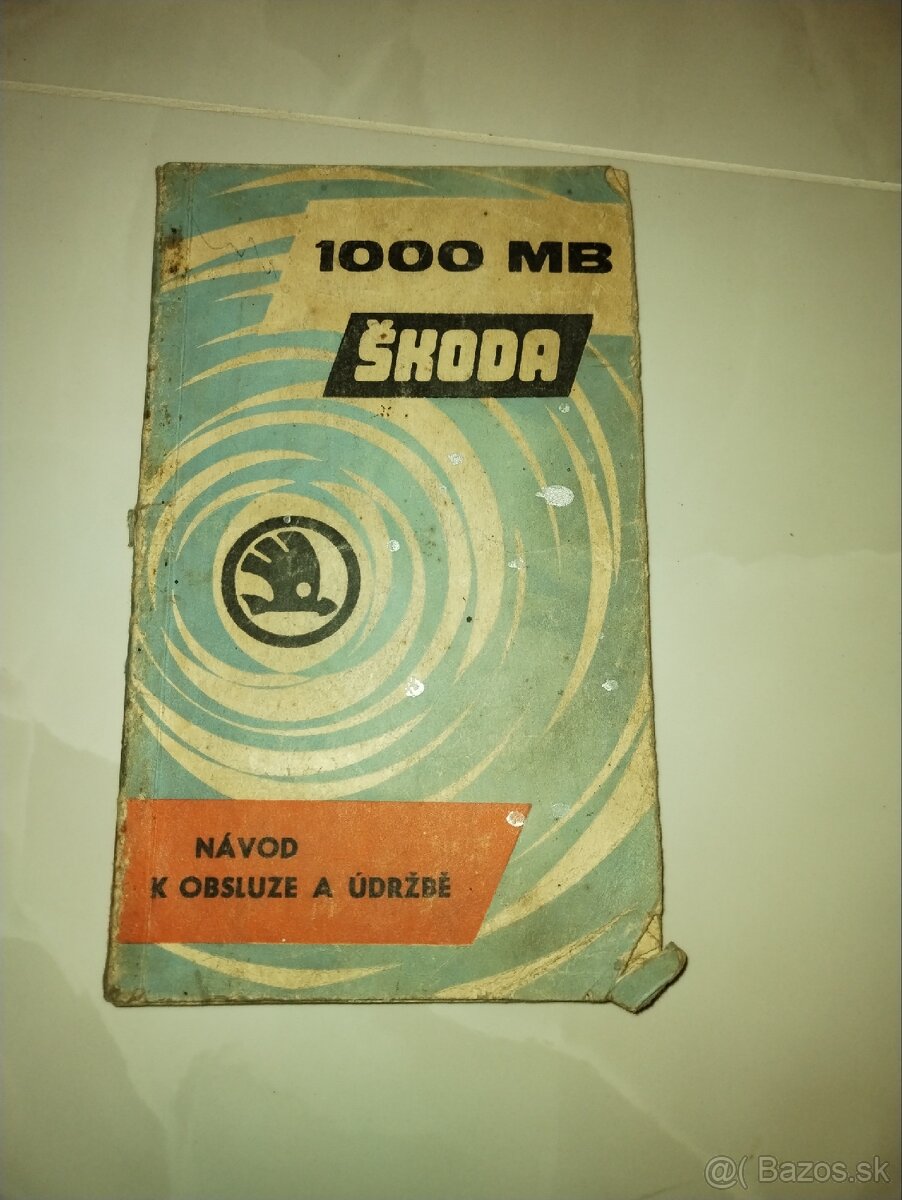 1000 MB
ŠKODA
NÁVOD
K OBSLUZE A ÚDRŽBĚ
@( Bazos.sk